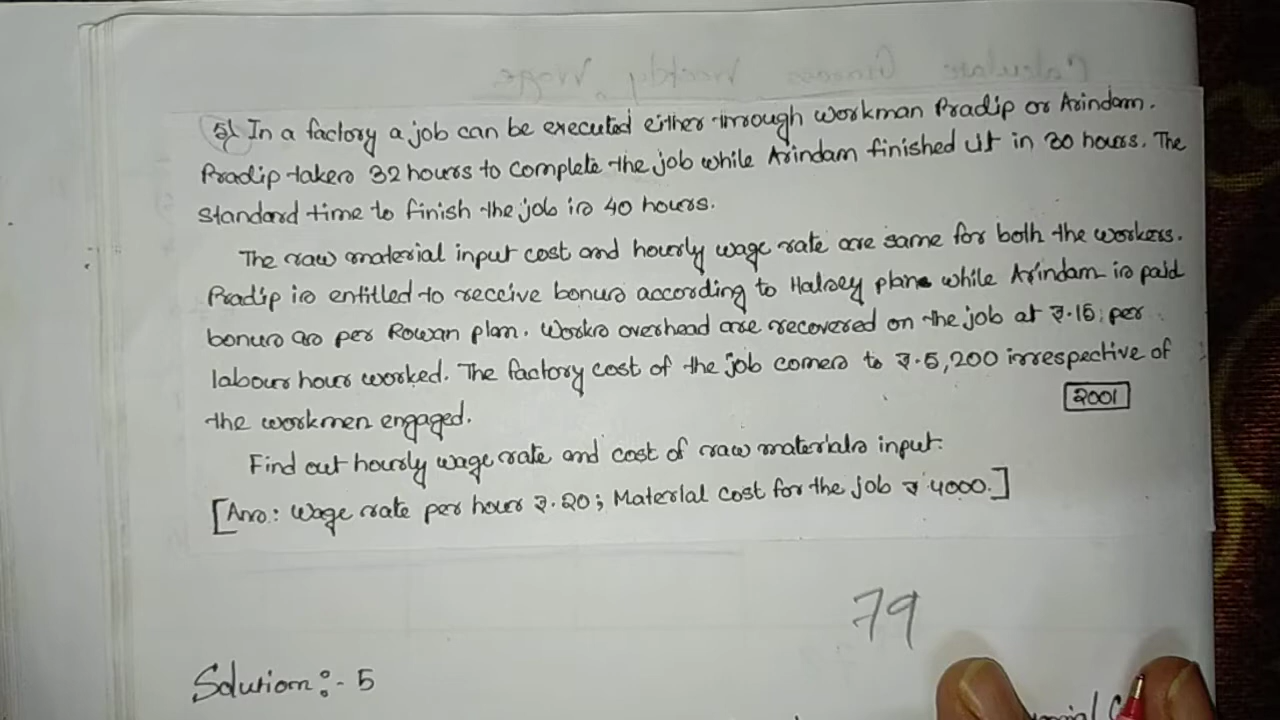 Calculate Gross Weekly Wage
5) In a factory a job can be executed either through workman Pradip or Arindam.
Pradip takes 32 hours to complete the job while Arindam finished it in 30 hours. The
standard time to finish the job is 40 hours.
The raw material input cost and hourly wage rate are same for both the workers.
Pradip is entitled to receive bonus according to Halsey plan while Arindam is paid
bonus as per Rowan plan. Works overhead are recovered on the job at ₹.15 per
labour hour worked. The factory cost of the job comes to ₹.5,200 irrespective of
the workmen engaged.
2001
Find out hourly wage rate and cost of raw materials input.
[Ans: Wage rate per hour ₹.20; Material cost for the job ₹ 4000.]
79
Solution:- 5